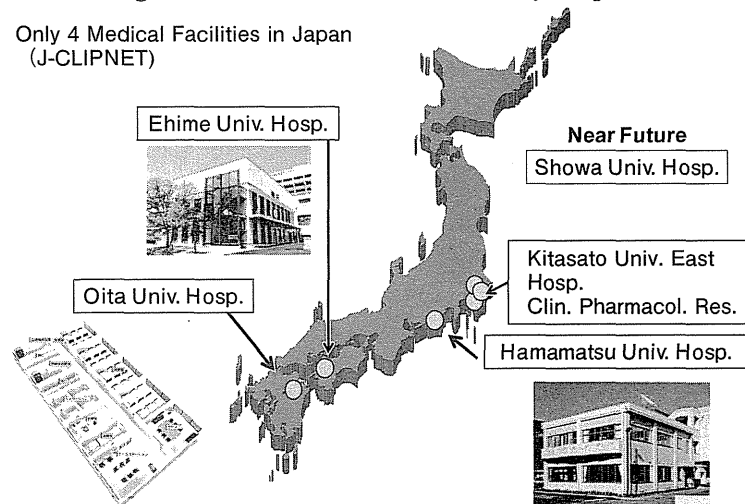 Only 4 Medical Facilities in Japan
(J-CLIPNET)
Ehime Univ. Hosp.
Near Future
Showa Univ. Hosp.
Kitasato Univ. East
Hosp.
Clin. Pharmacol. Res.
Oita Univ. Hosp.
Hamamatsu Univ. Hosp.